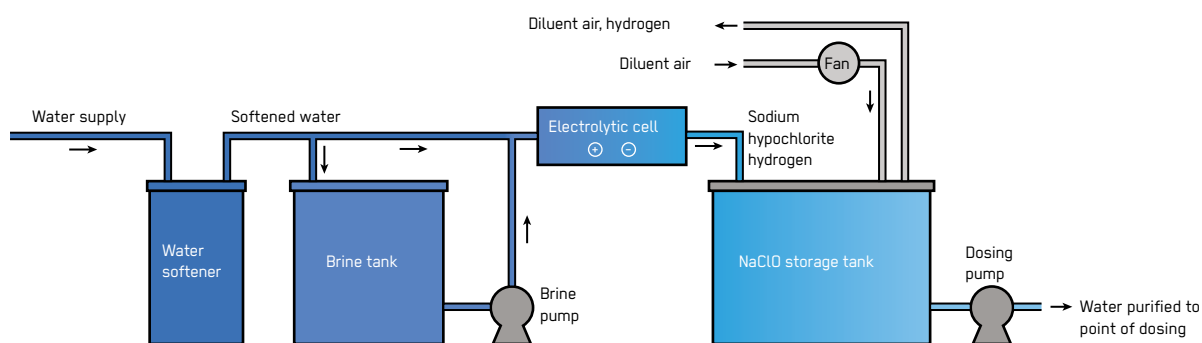 Diluent air, hydrogen
Diluent air
Fan
Water supply
Softened water
Electrolytic cell
+ −
Sodium
hypochlorite
hydrogen
Water
softener
Brine tank
Brine
pump
NaClO storage tank
Dosing
pump
Water purified to
point of dosing